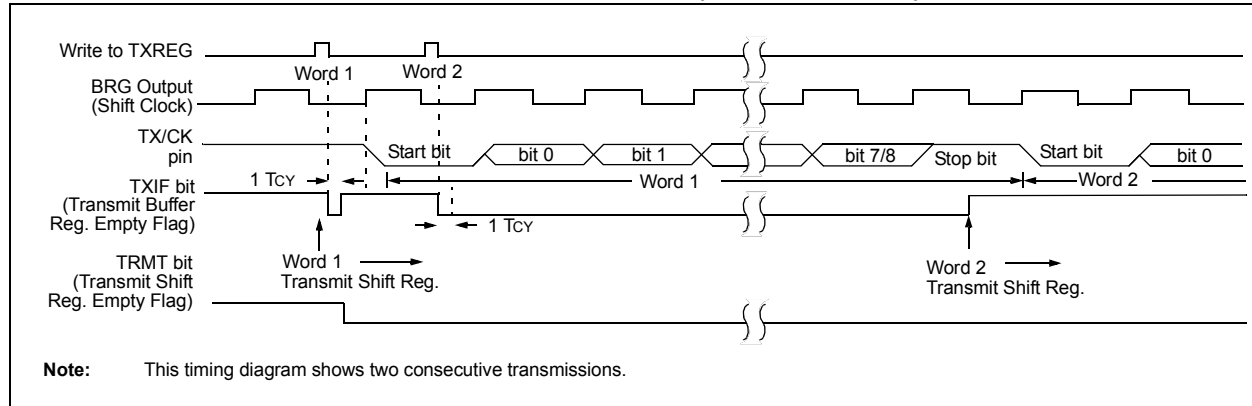 Write to TXREG
Word 1
Word 2
BRG Output
(Shift Clock)
TX/CK
pin
Start bit
bit 0
bit 1
bit 7/8
Stop bit
Start bit
bit 0
1 TCY
Word 1
Word 2
TXIF bit
(Transmit Buffer
Reg. Empty Flag)
1 TCY
Word 1
Transmit Shift Reg.
Word 2
Transmit Shift Reg.
TRMT bit
(Transmit Shift
Reg. Empty Flag)
Note: This timing diagram shows two consecutive transmissions.